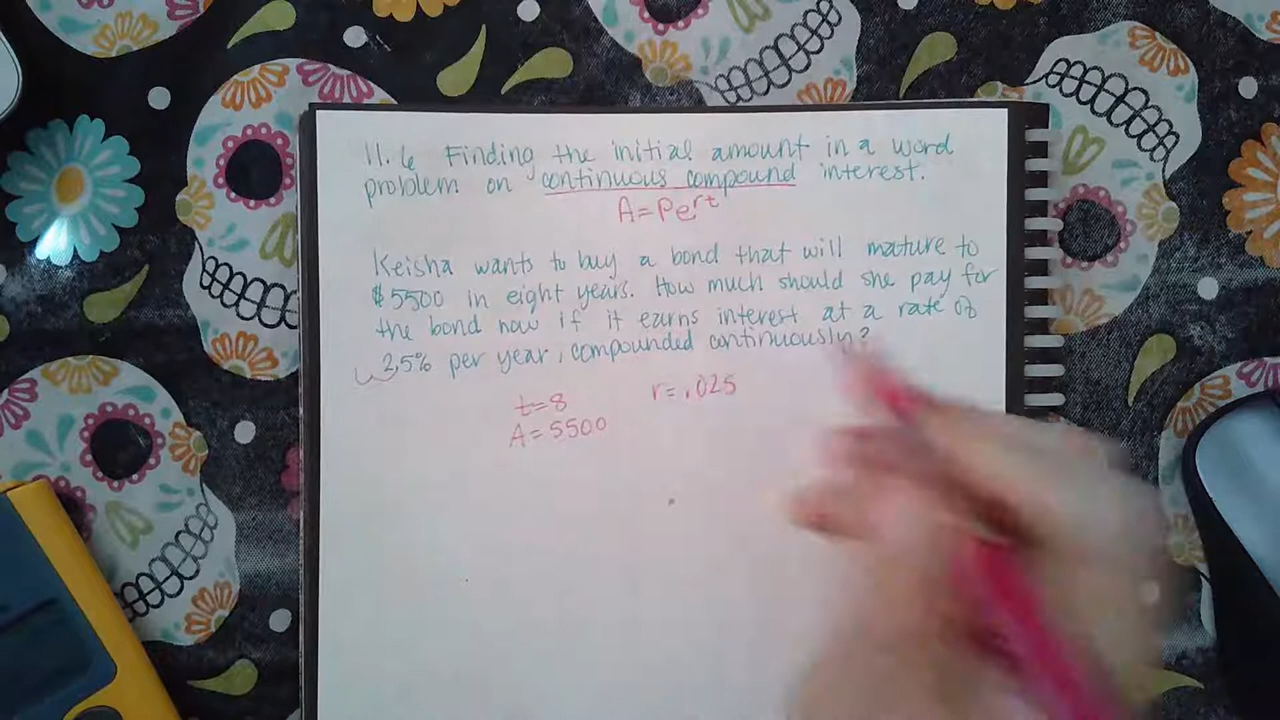 11.6 Finding the initial amount in a word
problem on continuous compound interest.
A=Pe^rt
Keisha wants to buy a bond that will mature to
$5500 in eight years. How much should she pay for
the bond now if it earns interest at a rate of
2.5% per year, compounded continuously?
t=8 r=.025
A=5500